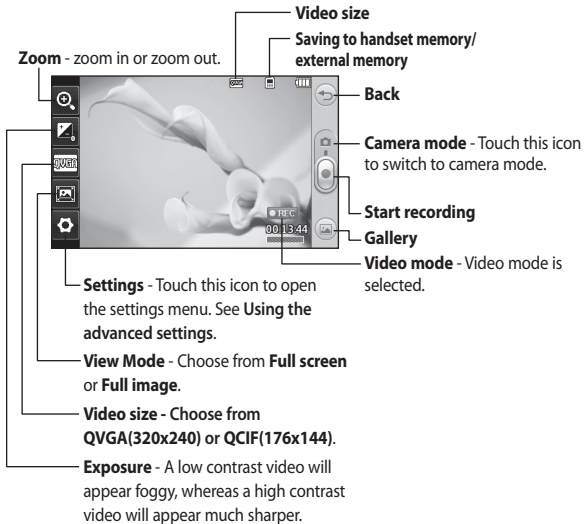 Video size
Saving to handset memory/
external memory
Zoom - zoom in or zoom out.
Back
Camera mode - Touch this icon
to switch to camera mode.
QVGA
Start recording
REC
00:13:44
Gallery
Video mode - Video mode is
selected.
Settings - Touch this icon to open
the settings menu. See Using the
advanced settings.
View Mode - Choose from Full screen
or Full image.
Video size - Choose from
QVGA(320x240) or QCIF(176x144).
Exposure - A low contrast video will
appear foggy, whereas a high contrast
video will appear much sharper.